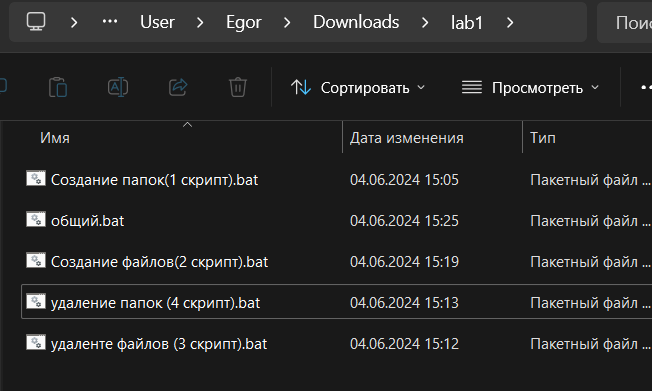 User > Egor > Downloads > lab1 > Поис
Сортировать Просмотреть
Имя Дата изменения Тип
Создание папок(1 скрипт).bat 04.06.2024 15:05 Пакетный файл ...
общий.bat 04.06.2024 15:25 Пакетный файл ...
Создание файлов(2 скрипт).bat 04.06.2024 15:19 Пакетный файл ...
удаление папок (4 скрипт).bat 04.06.2024 15:13 Пакетный файл ...
удаленте файлов (3 скрипт).bat 04.06.2024 15:12 Пакетный файл ...